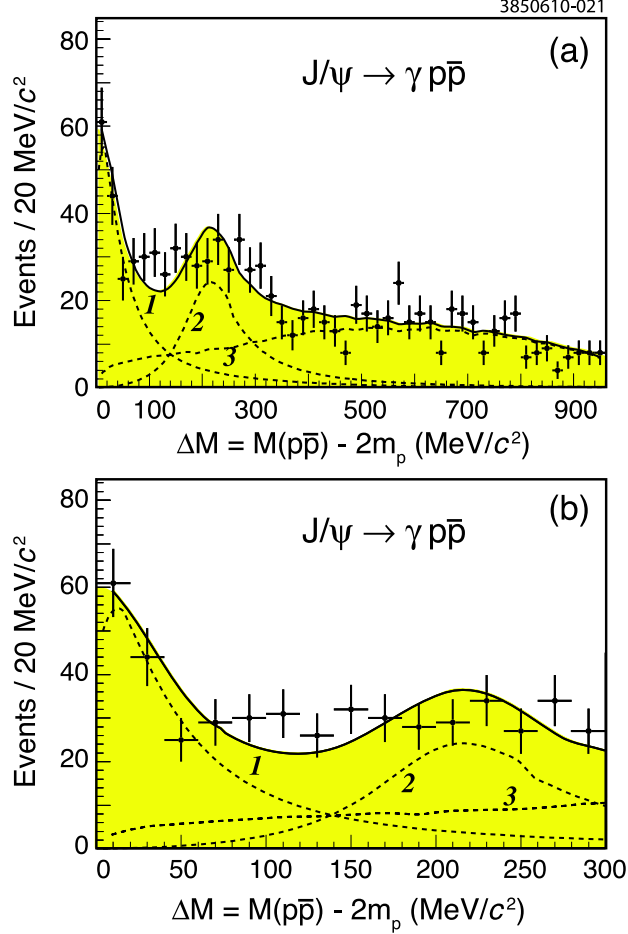 3850610-021
80
60
40
20
0
Events / 20 MeV/c²
(a)
J/ψ → γ pp̅
1
2
3
0 100 300 500 700 900
ΔM = M(pp̅) - 2mₚ (MeV/c²)
80
60
40
20
0
Events / 20 MeV/c²
(b)
J/ψ → γ pp̅
1
2
3
0 50 100 150 200 250 300
ΔM = M(pp̅) - 2mₚ (MeV/c²)